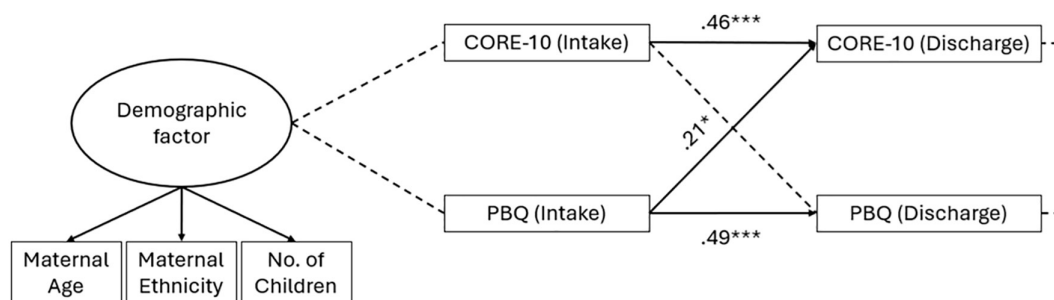 .46***
CORE-10 (Intake)
CORE-10 (Discharge)
Demographic
factor
.21*
PBQ (Intake)
PBQ (Discharge)
.49***
Maternal
Age
Maternal
Ethnicity
No. of
Children